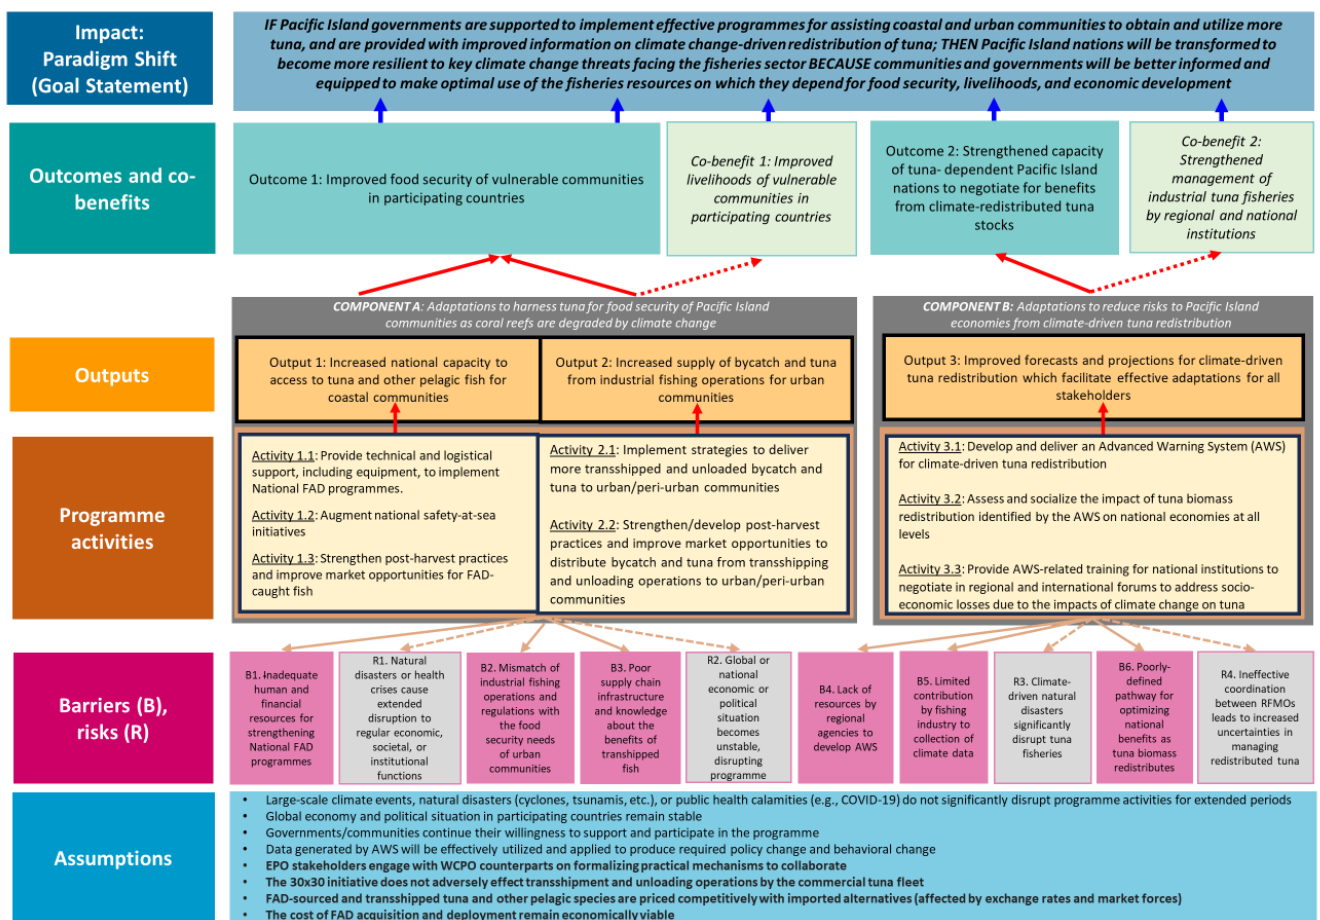 Impact:
Paradigm Shift
(Goal Statement)
IF Pacific Island governments are supported to implement effective programmes for assisting coastal and urban communities to obtain and utilize more
tuna, and are provided with improved information on climate change-driven redistribution of tuna; THEN Pacific Island nations will be transformed to
become more resilient to key climate change threats facing the fisheries sector BECAUSE communities and governments will be better informed and
equipped to make optimal use of the fisheries resources on which they depend for food security, livelihoods, and economic development
Outcomes and co-
benefits
Outcome 1: Improved food security of vulnerable communities
in participating countries
Co-benefit 1: Improved
livelihoods of vulnerable
communities in
participating countries
Outcome 2: Strengthened capacity
of tuna- dependent Pacific Island
nations to negotiate for benefits
from climate-redistributed tuna
stocks
Co-benefit 2:
Strengthened
management of
industrial tuna fisheries
by regional and national
institutions
COMPONENT A: Adaptations to harness tuna for food security of Pacific Island
communities as coral reefs are degraded by climate change
COMPONENT B: Adaptations to reduce risks to Pacific Island
economies from climate-driven tuna redistribution
Outputs
Output 1: Increased national capacity to
access to tuna and other pelagic fish for
coastal communities
Output 2: Increased supply of bycatch and tuna
from industrial fishing operations for urban
communities
Output 3: Improved forecasts and projections for climate-driven
tuna redistribution which facilitate effective adaptations for all
stakeholders
Programme
activities
Activity 1.1: Provide technical and logistical
support, including equipment, to implement
National FAD programmes.
Activity 1.2: Augment national safety-at-sea
initiatives
Activity 1.3: Strengthen post-harvest practices
and improve market opportunities for FAD-
caught fish
Activity 2.1: Implement strategies to deliver
more transshipped and unloaded bycatch and
tuna to urban/peri-urban communities
Activity 2.2: Strengthen/develop post-harvest
practices and improve market opportunities to
distribute bycatch and tuna from transshipping
and unloading operations to urban/peri-urban
communities
Activity 3.1: Develop and deliver an Advanced Warning System (AWS)
for climate-driven tuna redistribution
Activity 3.2: Assess and socialize the impact of tuna biomass
redistribution identified by the AWS on national economies at all
levels
Activity 3.3: Provide AWS-related training for national institutions to
negotiate in regional and international forums to address socio-
economic losses due to the impacts of climate change on tuna
Barriers (B),
risks (R)
B1. Inadequate
human and
financial
resources for
strengthening
National FAD
programmes
R1. Natural
disasters or health
crises cause
extended
disruption to
regular economic,
societal, or
institutional
functions
B2. Mismatch of
industrial fishing
operations and
regulations with
the food
security needs
of urban
communities
B3. Poor
supply chain
infrastructure
and knowledge
about the
benefits of
transhipped
fish
R2. Global or
national
economic or
political
situation
becomes
unstable,
disrupting
programme
B4. Lack of
resources by
regional
agencies to
develop AWS
B5. Limited
contribution
by fishing
industry to
collection of
climate data
R3. Climate-
driven natural
disasters
significantly
disrupt tuna
fisheries
B6. Poorly-
defined
pathway for
optimizing
national
benefits as
tuna biomass
redistributes
R4. Ineffective
coordination
between RFMOs
leads to increased
uncertainties in
managing
redistributed tuna
Assumptions
• Large-scale climate events, natural disasters (cyclones, tsunamis, etc.), or public health calamities (e.g., COVID-19) do not significantly disrupt programme activities for extended periods
• Global economy and political situation in participating countries remain stable
• Governments/communities continue their willingness to support and participate in the programme
• Data generated by AWS will be effectively utilized and applied to produce required policy change and behavioral change
• EPO stakeholders engage with WCPO counterparts on formalizing practical mechanisms to collaborate
• The 30x30 initiative does not adversely effect transshipment and unloading operations by the commercial tuna fleet
• FAD-sourced and transshipped tuna and other pelagic species are priced competitively with imported alternatives (affected by exchange rates and market forces)
• The cost of FAD acquisition and deployment remain economically viable